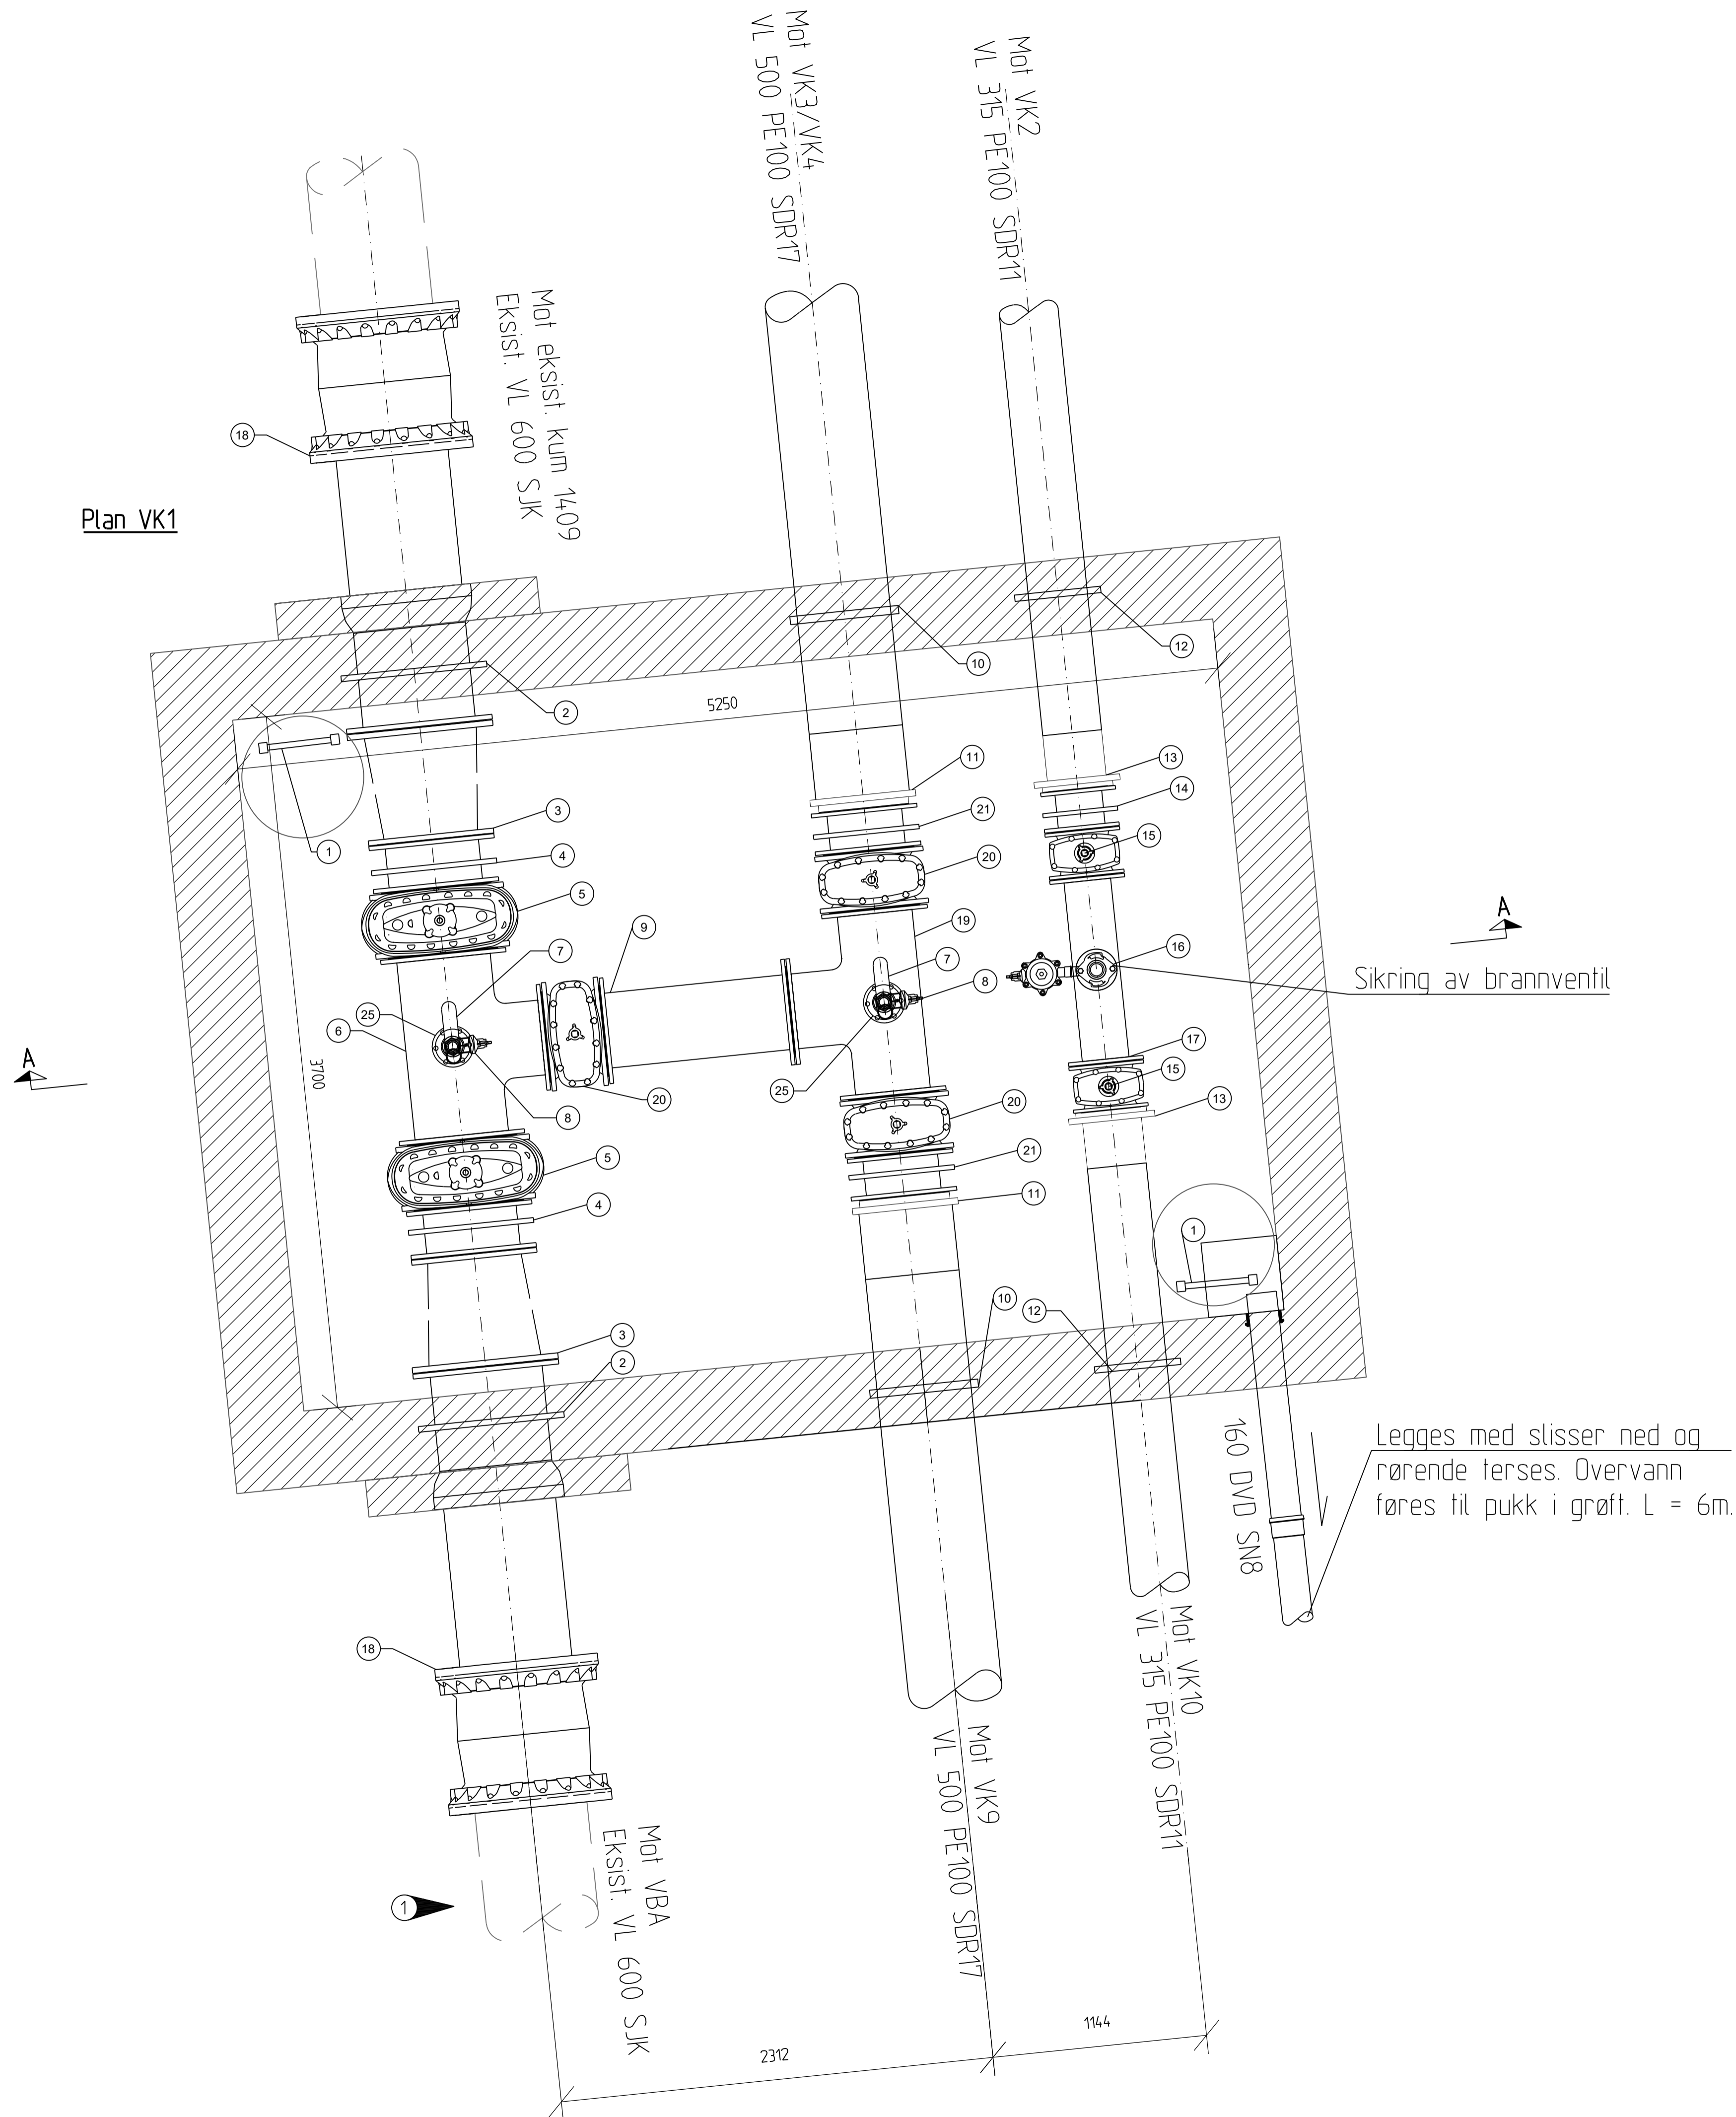 Mot VK3/VK4
VL 500 PE100 SDR17
Mot VK2
VL 315 PE100 SDR11
Mot eksist. kum 1409
Eksist. VL 600 SJK
18
Plan VK1
10
12
2
5250
1
3
4
5
7
9
25
6
8
20
3700
11
21
20
19
7
8
25
20
21
11
13
14
15
16
17
15
13
A
A
Sikring av brannventil
5
4
3
2
10
12
1
160 DVD SN8
Legges med slisser ned og
rørende terses. Overvann
føres til pukk i grøft. L = 6m.
18
Mot VK10
VL 315 PE100 SDR11
Mot VK9
VL 500 PE100 SDR17
Mot VBA
Eksist. VL 600 SJK
1
2312
1144